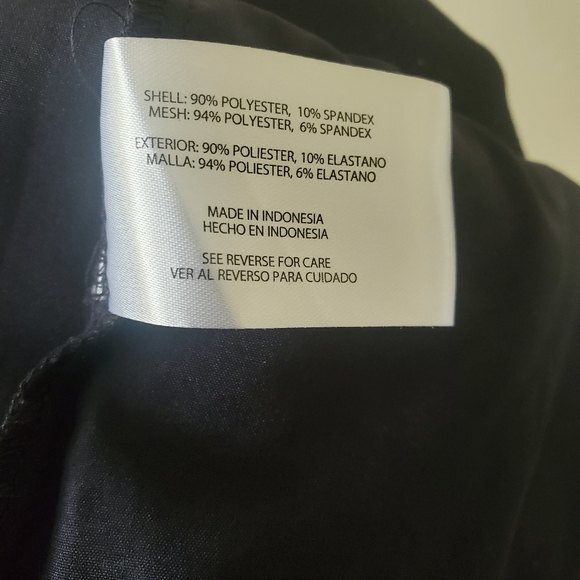 SHELL: 90% POLYESTER, 10% SPANDEX
MESH: 94% POLYESTER, 6% SPANDEX
EXTERIOR: 90% POLIESTER, 10% ELASTANO
MALLA: 94% POLIESTER, 6% ELASTANO
MADE IN INDONESIA
HECHO EN INDONESIA
SEE REVERSE FOR CARE
VER AL REVERSO PARA CUIDADO